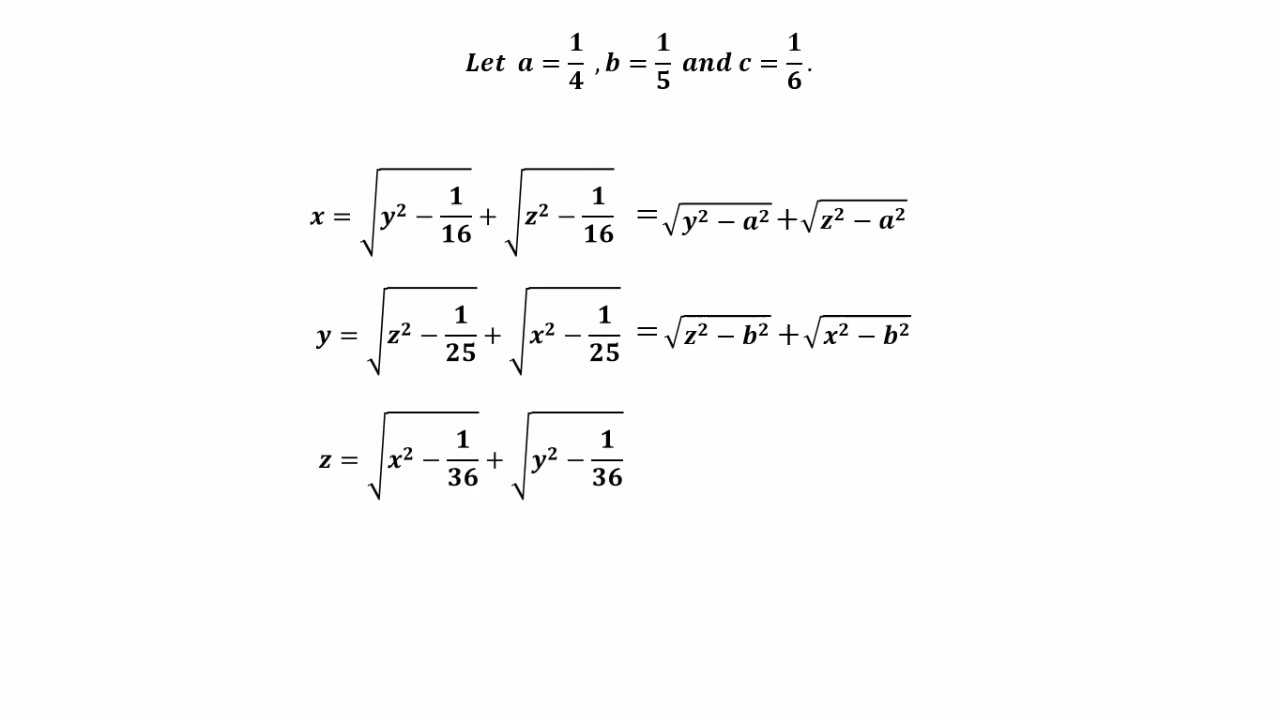 Let a = 1/4 , b = 1/5 and c = 1/6 .
x = √(y² − 1/16) + √(z² − 1/16) = √(y² − a²) + √(z² − a²)
y = √(z² − 1/25) + √(x² − 1/25) = √(z² − b²) + √(x² − b²)
z = √(x² − 1/36) + √(y² − 1/36)